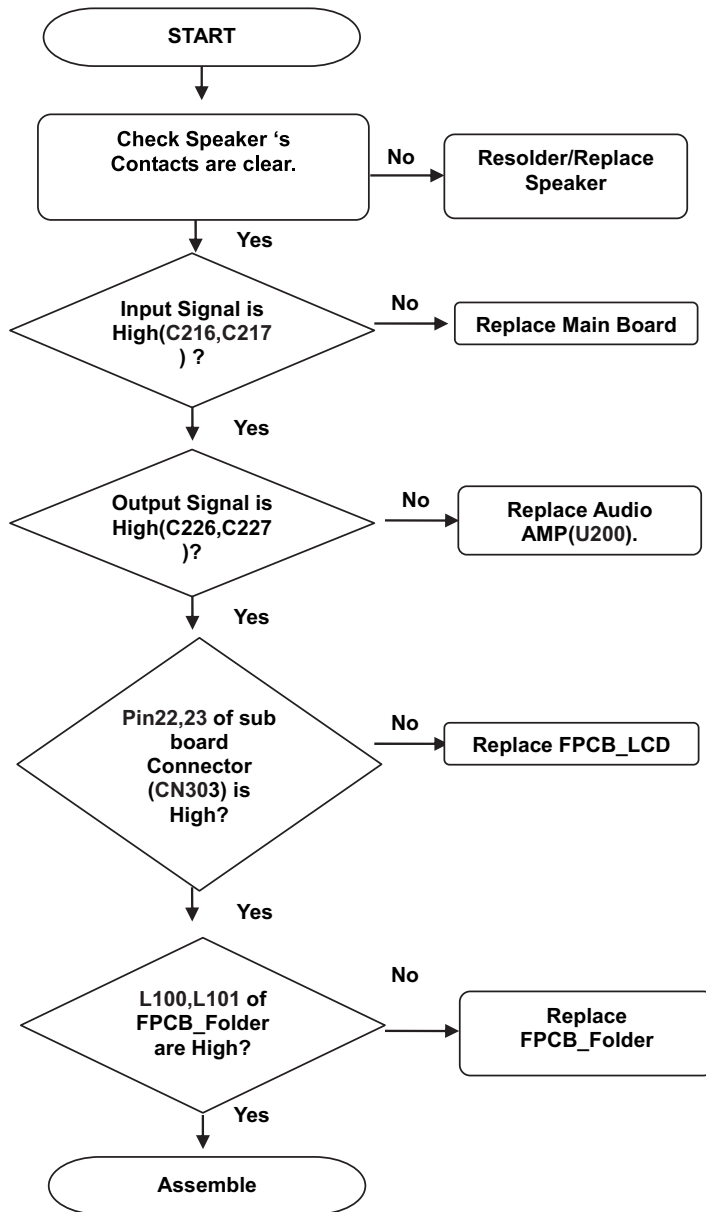 START
Check Speaker ‘s
Contacts are clear.
No
Resolder/Replace
Speaker
Yes
Input Signal is
High(C216,C217
) ?
No
Replace Main Board
Yes
Output Signal is
High(C226,C227
)?
No
Replace Audio
AMP(U200).
Yes
Pin22,23 of sub
board
Connector
(CN303) is
High?
No
Replace FPCB_LCD
Yes
L100,L101 of
FPCB_Folder
are High?
No
Replace
FPCB_Folder
Yes
Assemble